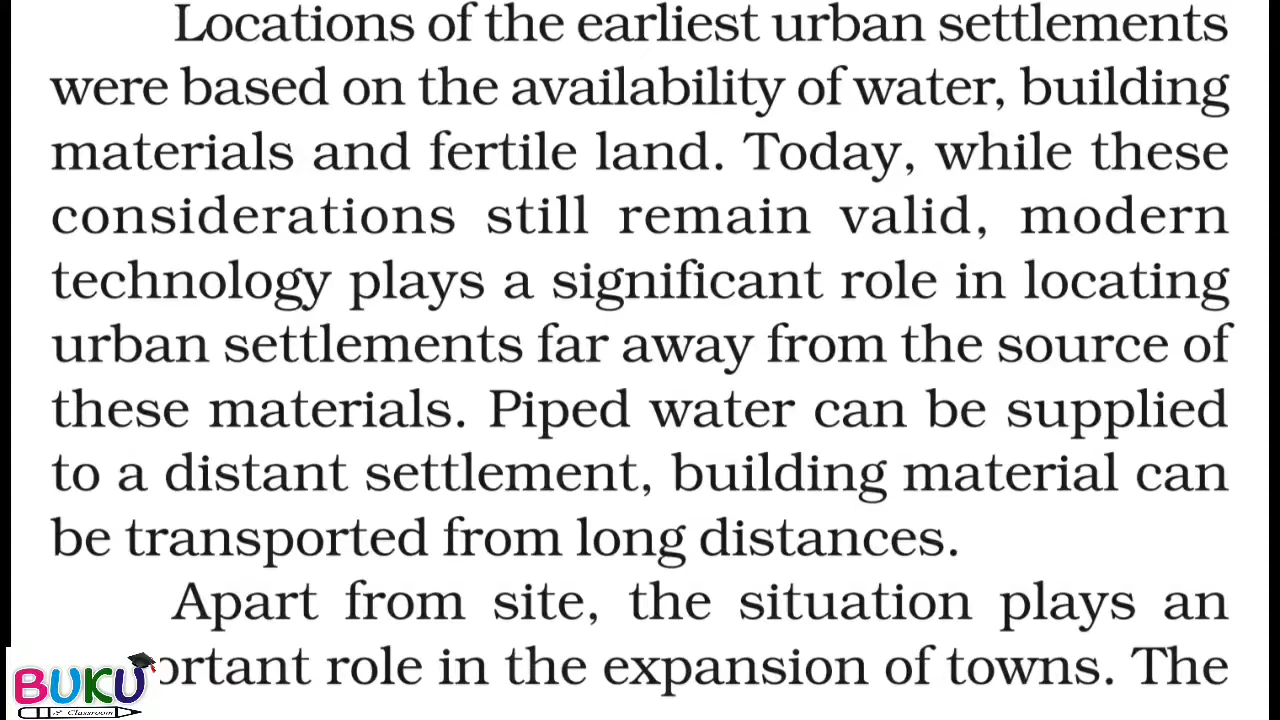 Locations of the earliest urban settlements
were based on the availability of water, building
materials and fertile land. Today, while these
considerations still remain valid, modern
technology plays a significant role in locating
urban settlements far away from the source of
these materials. Piped water can be supplied
to a distant settlement, building material can
be transported from long distances.
Apart from site, the situation plays an
ortant role in the expansion of towns. The
BUKU
Classroom